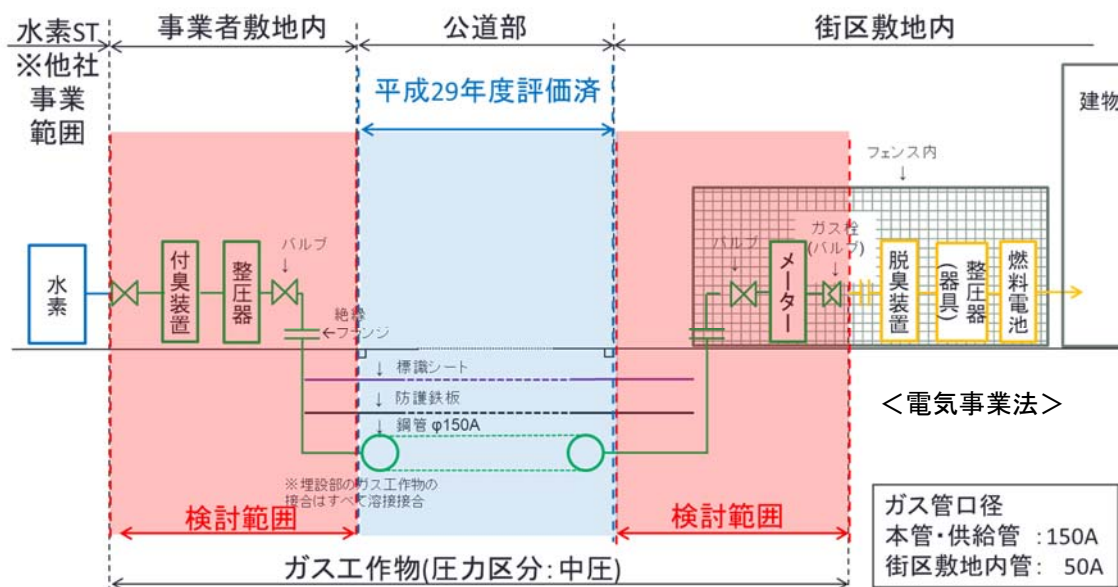 水素ST
※他社
事業
範囲
事業者敷地内
公道部
街区敷地内
平成29年度評価済
建物
フェンス内
↓
バルブ
↓
バルブ
↓
ガス栓
(バルブ)
↓
水素
付臭装置
整圧器
絶縁
←フランジ
メーター
脱臭装置
整圧器
(器具)
燃料電池
↓ 標識シート
↓ 防護鉄板
↓ 鋼管 φ150A
<電気事業法>
※埋設部のガス工作物の
接合はすべて溶接接合
検討範囲
検討範囲
ガス工作物(圧力区分:中圧)
ガス管口径
本管・供給管 :150A
街区敷地内管: 50A